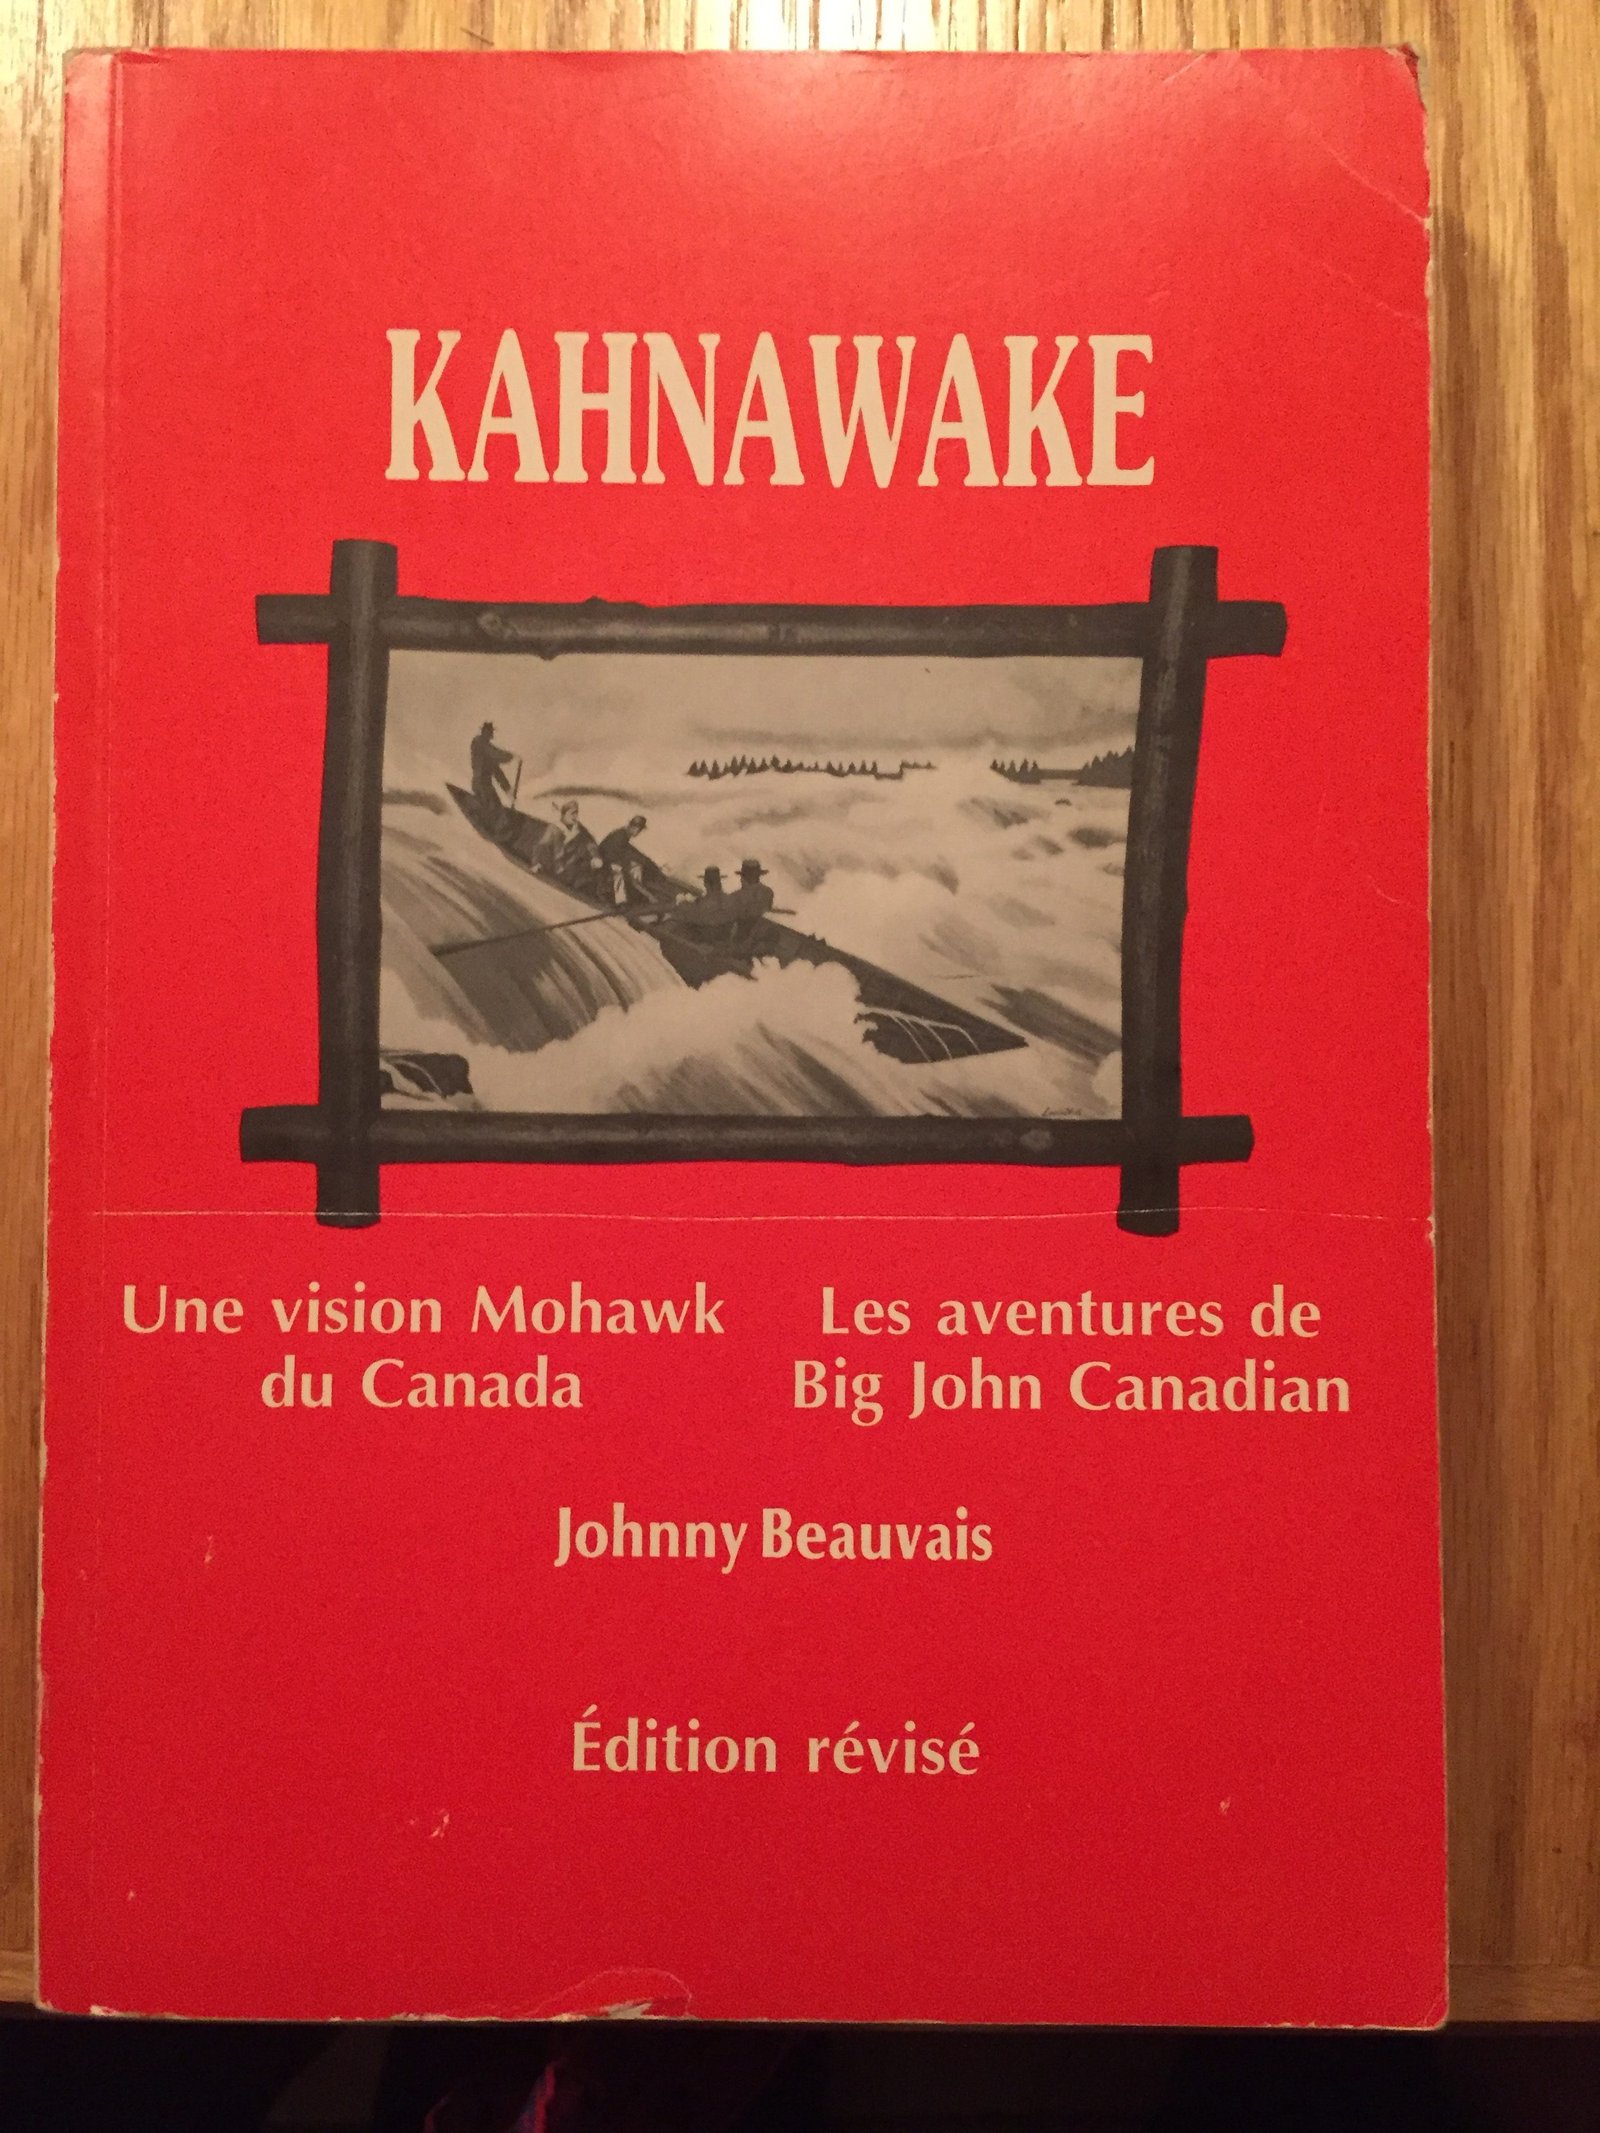 KAHNAWAKE
Une vision Mohawk
du Canada
Les aventures de
Big John Canadian
Johnny Beauvais
Édition révisé